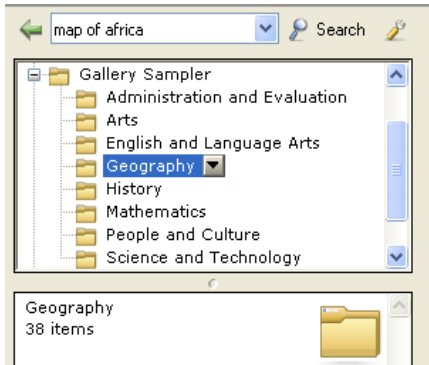 map of africa
Search
Gallery Sampler
Administration and Evaluation
Arts
English and Language Arts
Geography
History
Mathematics
People and Culture
Science and Technology
Geography
38 items